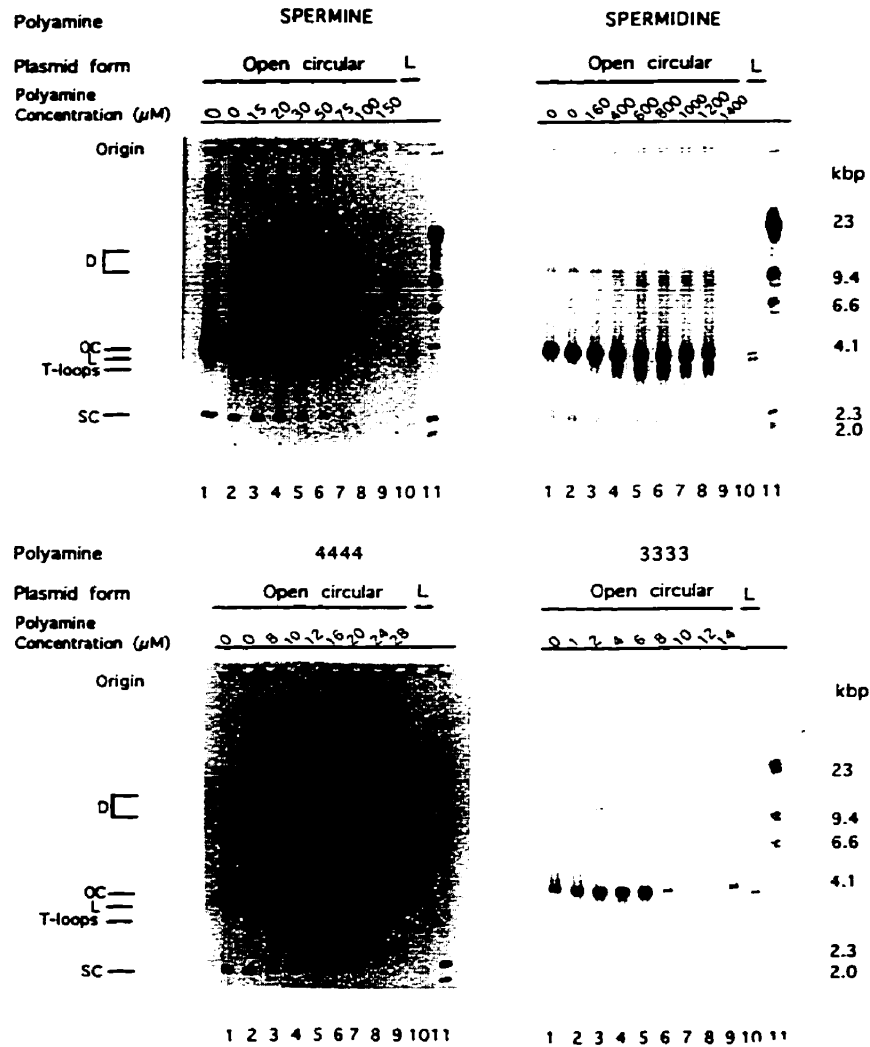 Polyamine SPERMINE SPERMIDINE
Plasmid form Open circular L Open circular L
Polyamine
Concentration (µM) 0 0 15 20 30 50 75 100 150 0 0 160 400 600 800 1000 1200 1400
Origin
kbp
23
D
9.4
6.6
OC 4.1
L
T-loops
SC 2.3
2.0
1 2 3 4 5 6 7 8 9 10 11 1 2 3 4 5 6 7 8 9 10 11
Polyamine 4444 3333
Plasmid form Open circular L Open circular L
Polyamine
Concentration (µM) 0 0 8 10 12 16 20 24 28 0 1 2 4 6 8 10 12 14
Origin
kbp
23
D
9.4
6.6
OC 4.1
L
T-loops
2.3
SC 2.0
1 2 3 4 5 6 7 8 9 10 11 1 2 3 4 5 6 7 8 9 10 11